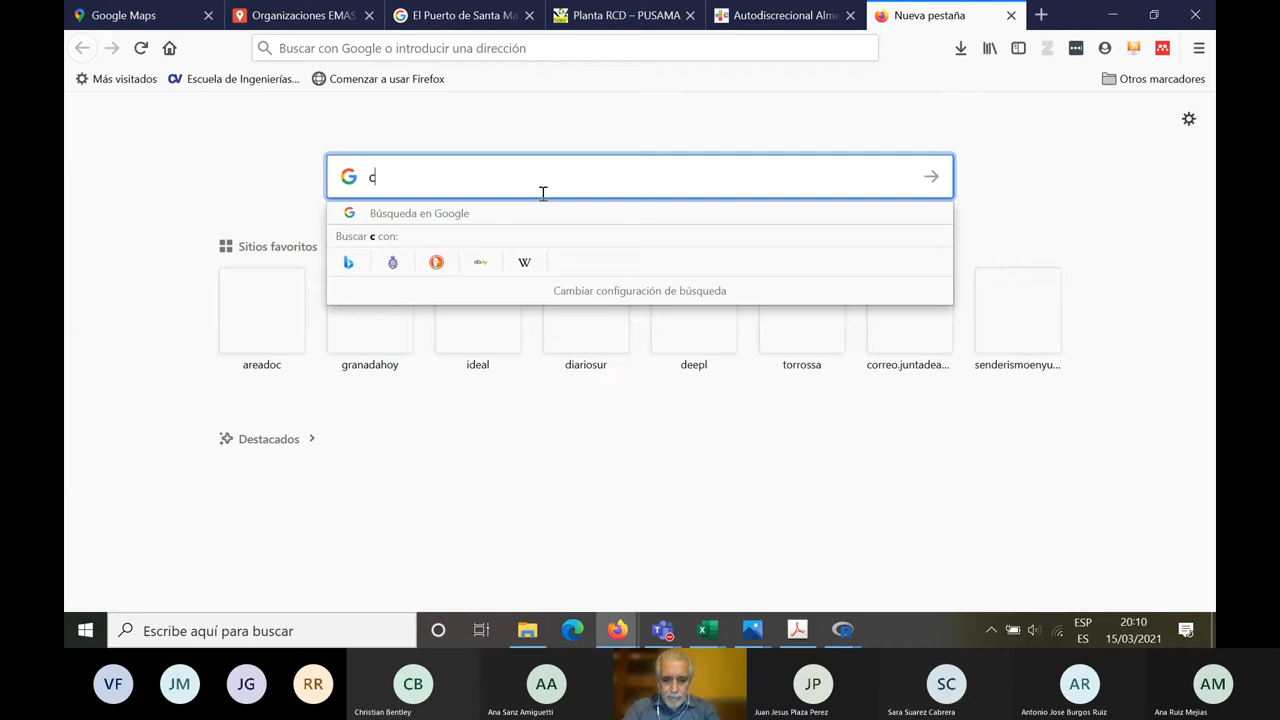 Google Maps
Organizaciones EMAS
El Puerto de Santa Ma
Planta RCD – PUSAMA
Autodiscrecional Alme
Nueva pestaña
Buscar con Google o introducir una dirección
Más visitados
Escuela de Ingenierías...
Comenzar a usar Firefox
Otros marcadores
c
Búsqueda en Google
Buscar c con:
ebay
W
Cambiar configuración de búsqueda
Sitios favoritos
areadoc
granadahoy
ideal
diariosur
deepl
torrossa
correo.juntadea...
senderismoenyu...
Destacados
Escribe aquí para buscar
ESP
ES
20:10
15/03/2021
VF
JM
JG
RR
CB
AA
JP
SC
AR
AM
Christian Bentley
Ana Sanz Amiguetti
Juan Jesus Plaza Perez
Sara Suarez Cabrera
Antonio Jose Burgos Ruiz
Ana Ruiz Mejias